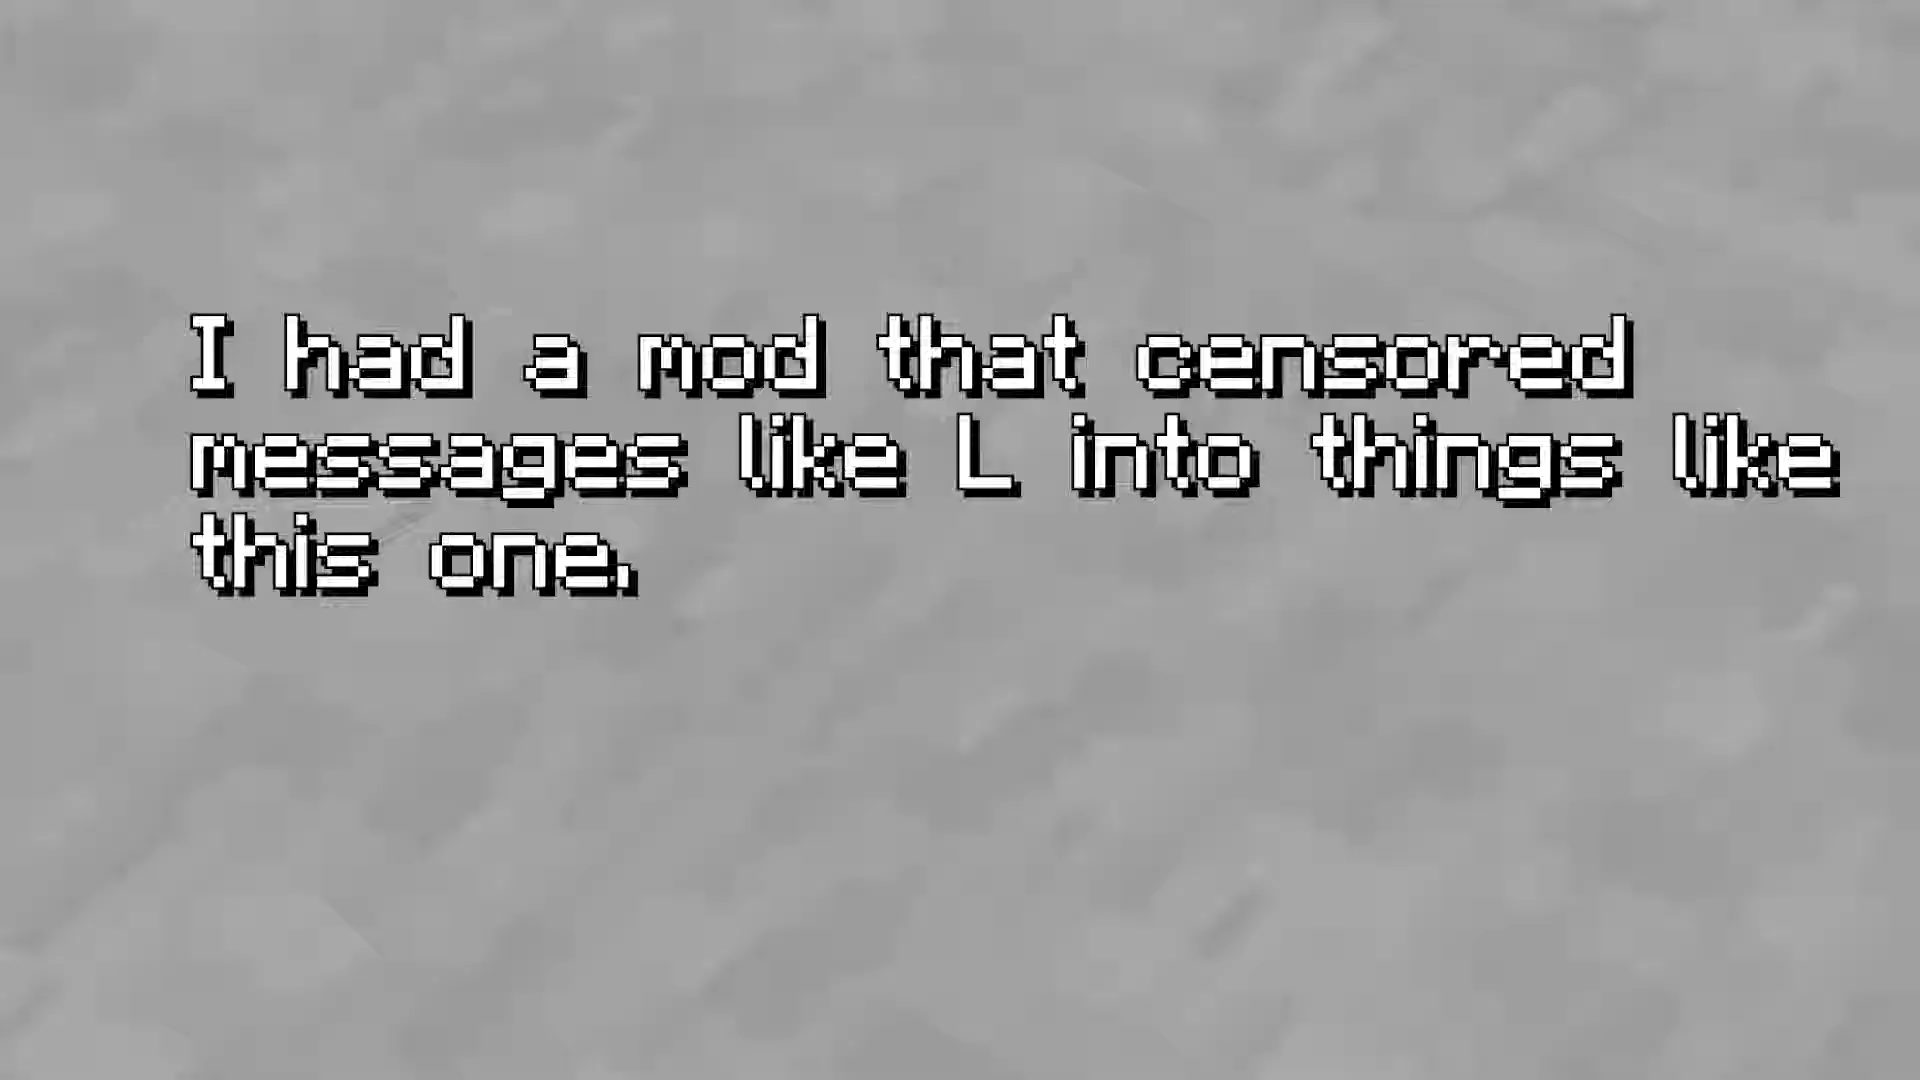 I had a mod that censored
messages like L into things like
this one.